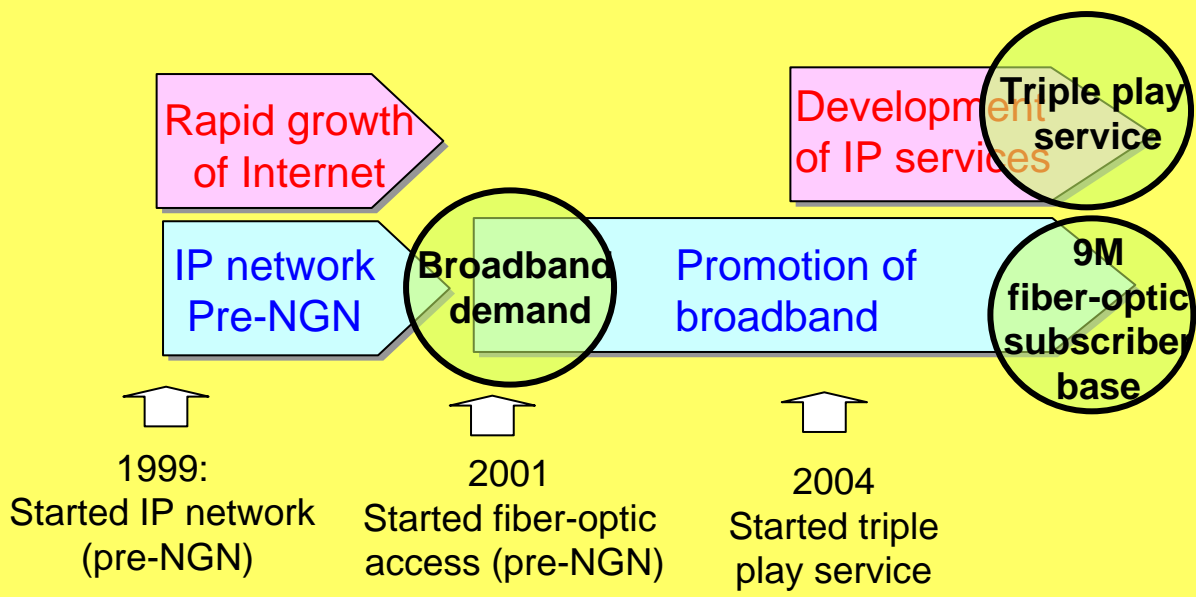 Rapid growth
of Internet
Development
of IP services
Triple play
service
IP network
Pre-NGN
Broadband
demand
Promotion of
broadband
9M
fiber-optic
subscriber
base
1999:
Started IP network
(pre-NGN)
2001
Started fiber-optic
access (pre-NGN)
2004
Started triple
play service